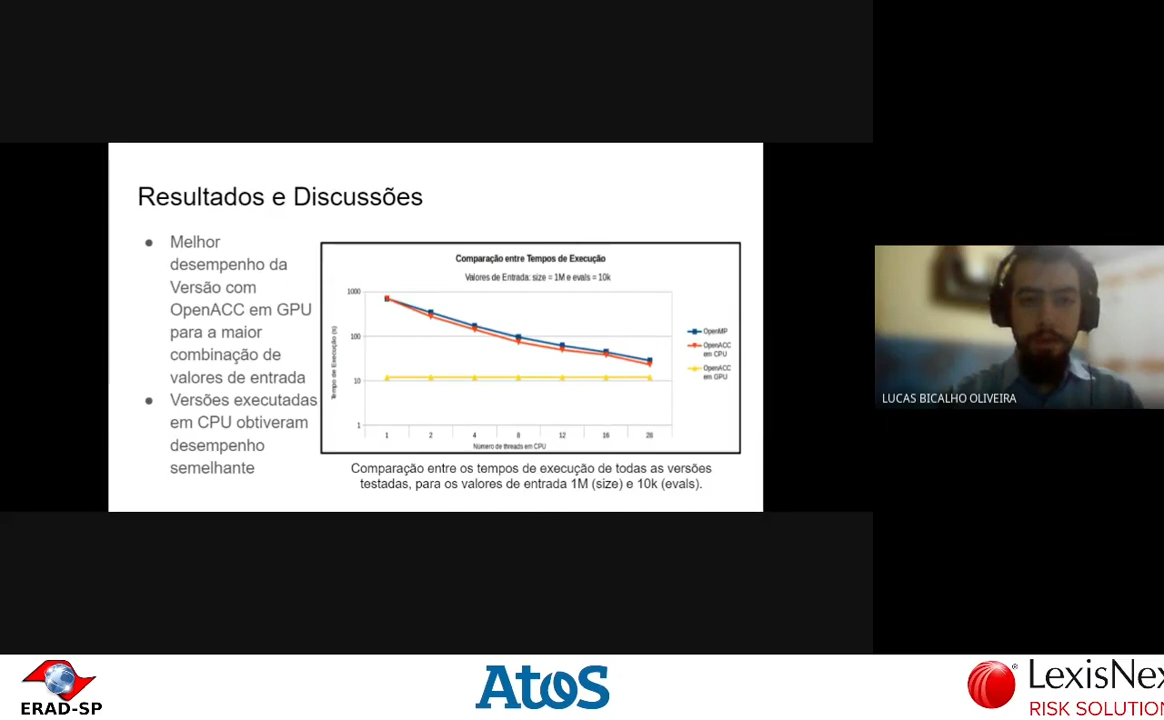 Resultados e Discussões
● Melhor
desempenho da
Versão com
OpenACC em GPU
para a maior
combinação de
valores de entrada
● Versões executadas
em CPU obtiveram
desempenho
semelhante
Comparação entre Tempos de Execução
Valores de Entrada: size = 1M e evals = 10k
Tempo de Execução (s)
1000
100
10
1
1 2 4 8 12 16 28
Número de threads em CPU
OpenMP
OpenACC
em CPU
OpenACC
em GPU
Comparação entre os tempos de execução de todas as versões
testadas, para os valores de entrada 1M (size) e 10k (evals).
LUCAS BICALHO OLIVEIRA
ERAD-SP
Atos
LexisNex
RISK SOLUTION